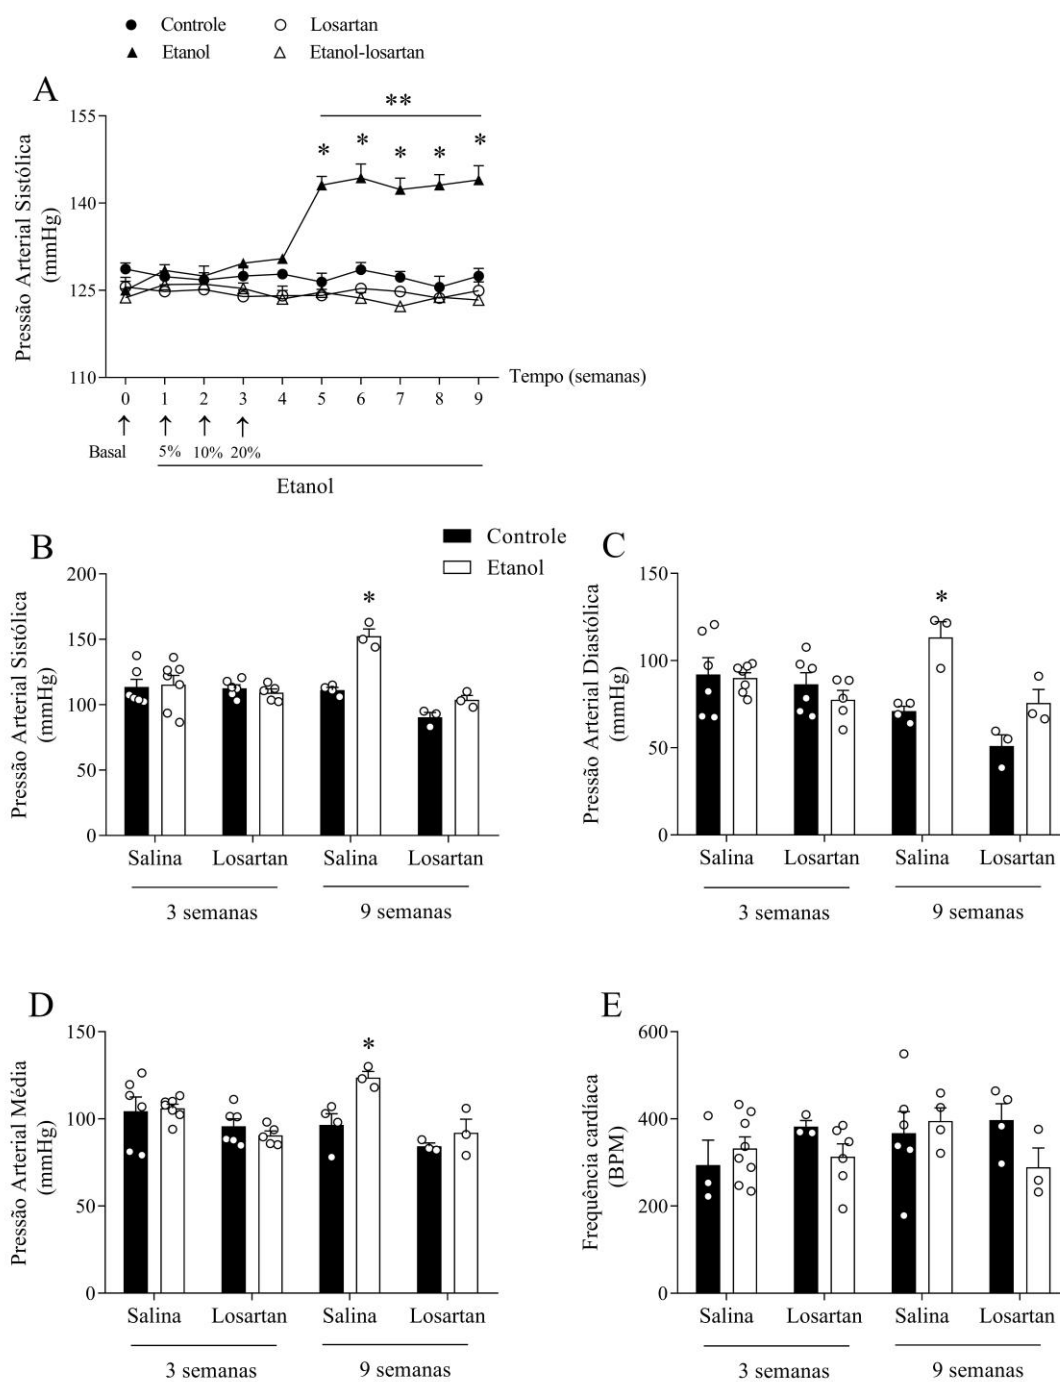 Controle Losartan
Etanol Etanol-losartan
A
Pressão Arterial Sistólica
(mmHg)
155
140
125
110
**
* * * * *
0 1 2 3 4 5 6 7 8 9
Tempo (semanas)
Basal 5% 10% 20%
Etanol
B
Controle
Etanol
Pressão Arterial Sistólica
(mmHg)
200
150
100
50
0
*
Salina Losartan Salina Losartan
3 semanas 9 semanas
C
Pressão Arterial Diastólica
(mmHg)
150
100
50
0
*
Salina Losartan Salina Losartan
3 semanas 9 semanas
D
Pressão Arterial Média
(mmHg)
150
100
50
0
*
Salina Losartan Salina Losartan
3 semanas 9 semanas
E
Frequência cardíaca
(BPM)
600
400
200
0
Salina Losartan Salina Losartan
3 semanas 9 semanas